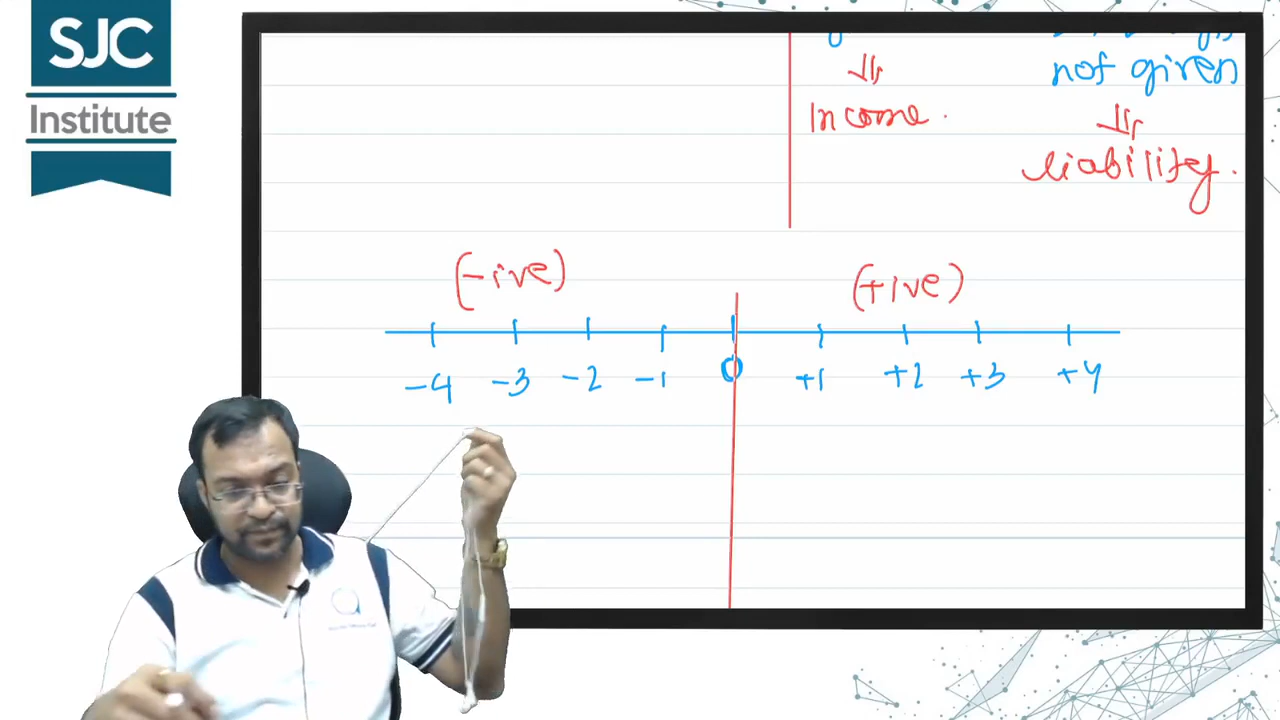 SJC
Institute
not given
Income.
liability.
(-ive)
(+ive)
-4 -3 -2 -1 0 +1 +2 +3 +4